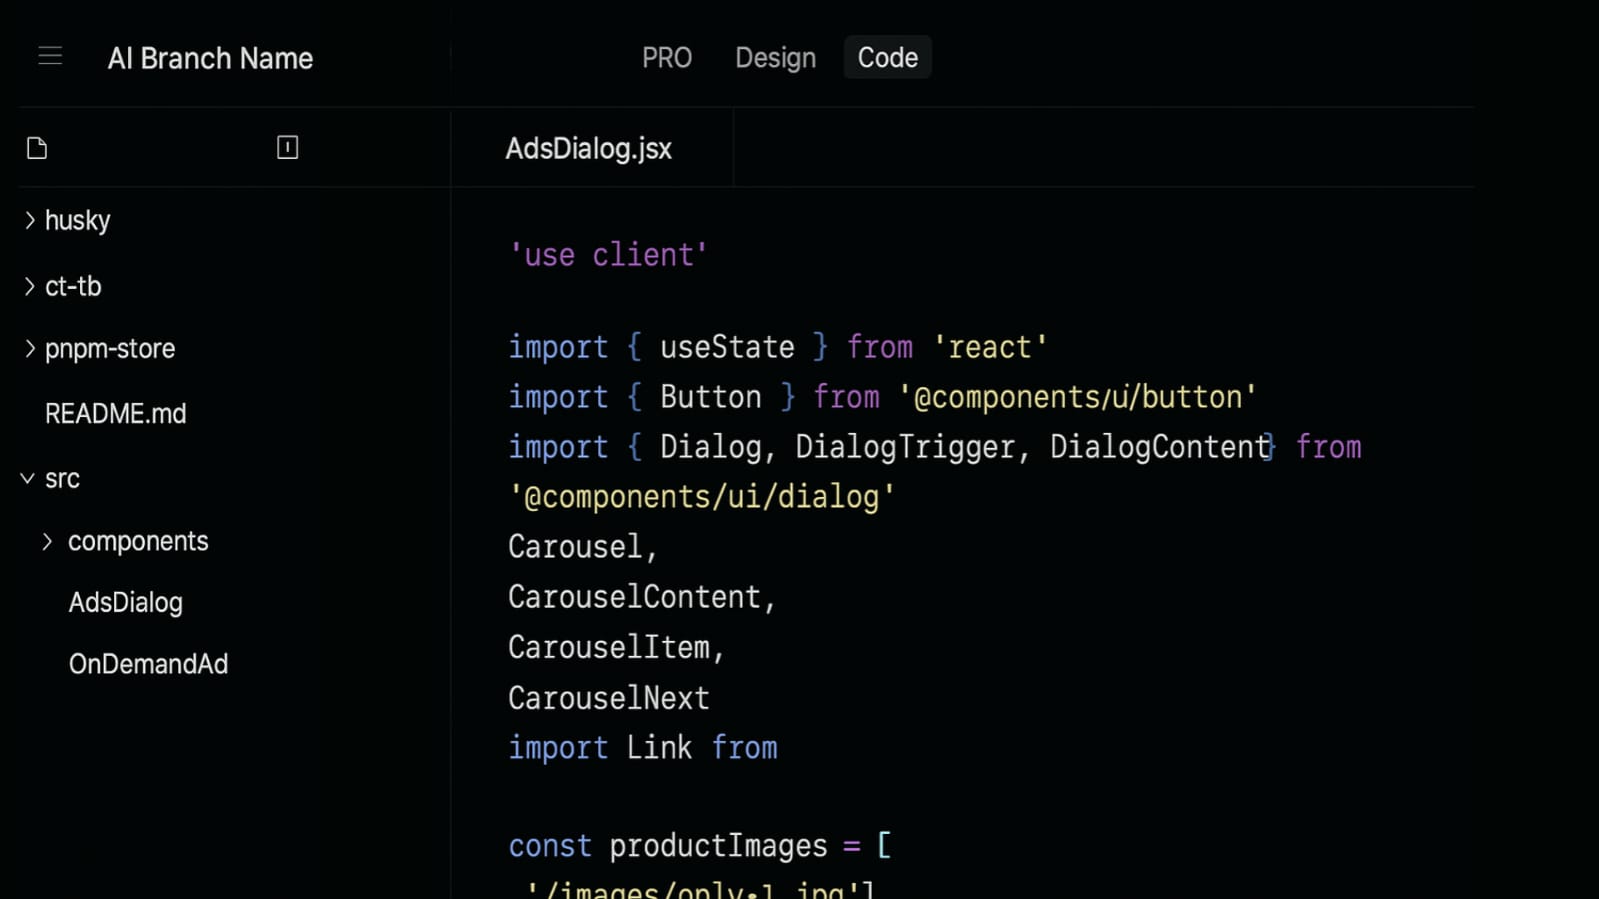 AI Branch Name
PRO Design Code
AdsDialog.jsx
husky
ct-tb
pnpm-store
README.md
src
components
AdsDialog
OnDemandAd
'use client'
import { useState } from 'react'
import { Button } from '@components/ui/button'
import { Dialog, DialogTrigger, DialogContent} from
'@components/ui/dialog'
Carousel,
CarouselContent,
CarouselItem,
CarouselNext
import Link from
const productImages = [